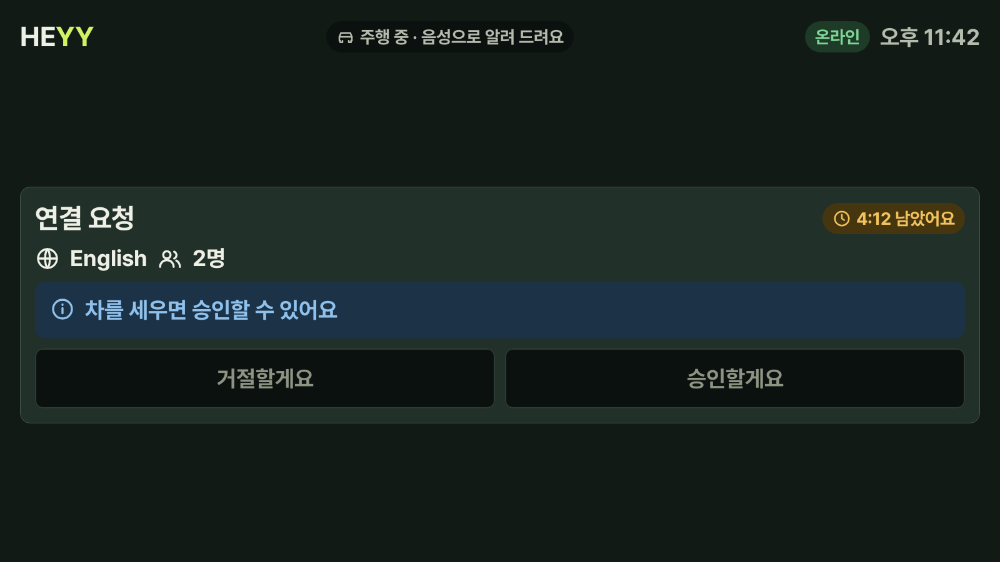 HEYY
주행 중 · 음성으로 알려 드려요
온라인 오후 11:42
연결 요청
4:12 남았어요
English 2명
차를 세우면 승인할 수 있어요
거절할게요
승인할게요